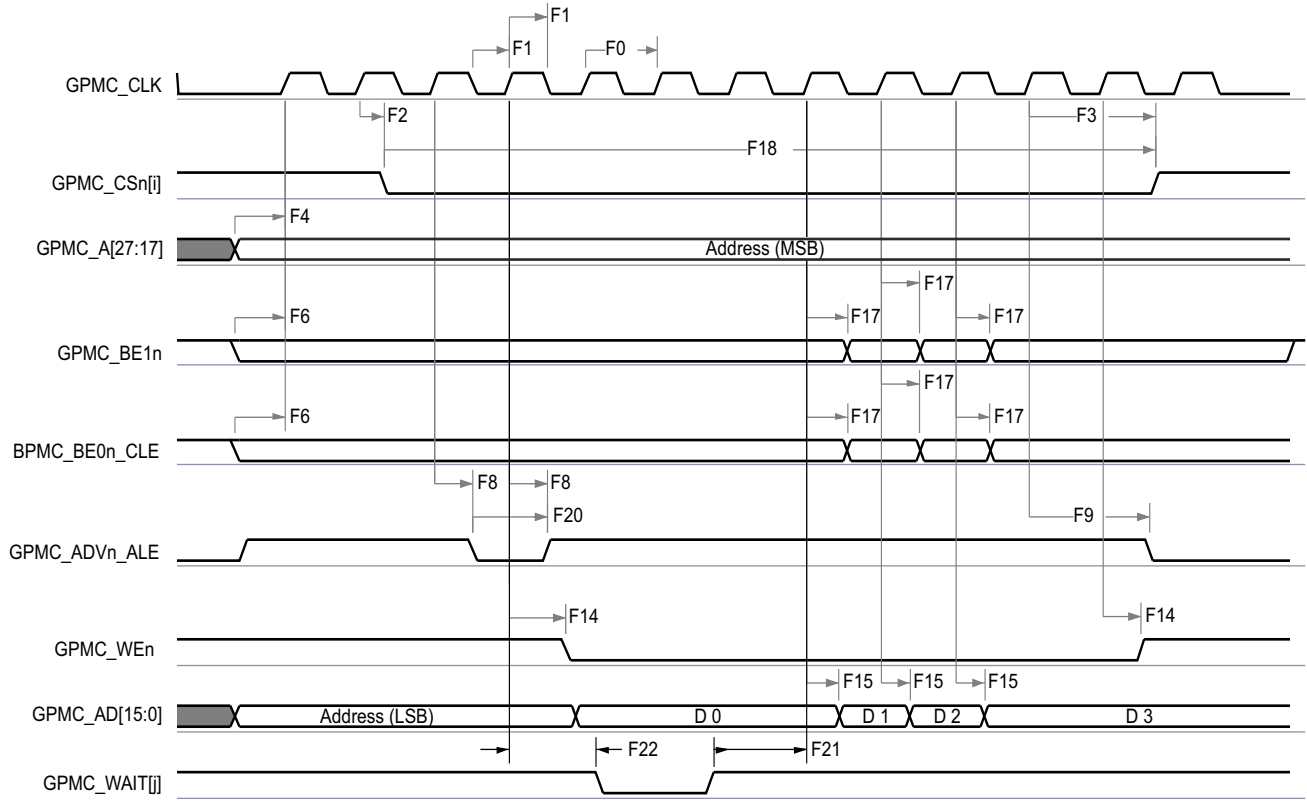 F1
F1 F0
GPMC_CLK
F2 F3
F18
GPMC_CSn[i]
F4
GPMC_A[27:17] Address (MSB)
F17
F6 F17 F17
GPMC_BE1n
F17
F6 F17 F17
BPMC_BE0n_CLE
F8 F8
F20 F9
GPMC_ADVn_ALE
F14 F14
GPMC_WEn
F15 F15 F15
GPMC_AD[15:0] Address (LSB) D 0 D 1 D 2 D 3
F22 F21
GPMC_WAIT[j]